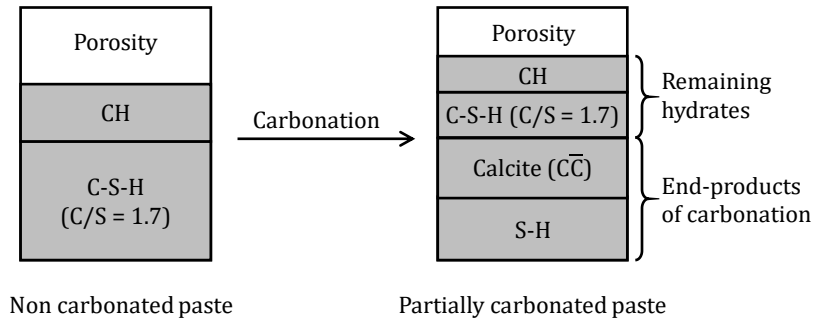 Porosity
CH
C-S-H
(C/S = 1.7)
Non carbonated paste
Carbonation
Porosity
CH
C-S-H (C/S = 1.7)
Calcite (CC̅)
S-H
Partially carbonated paste
Remaining
hydrates
End-products
of carbonation